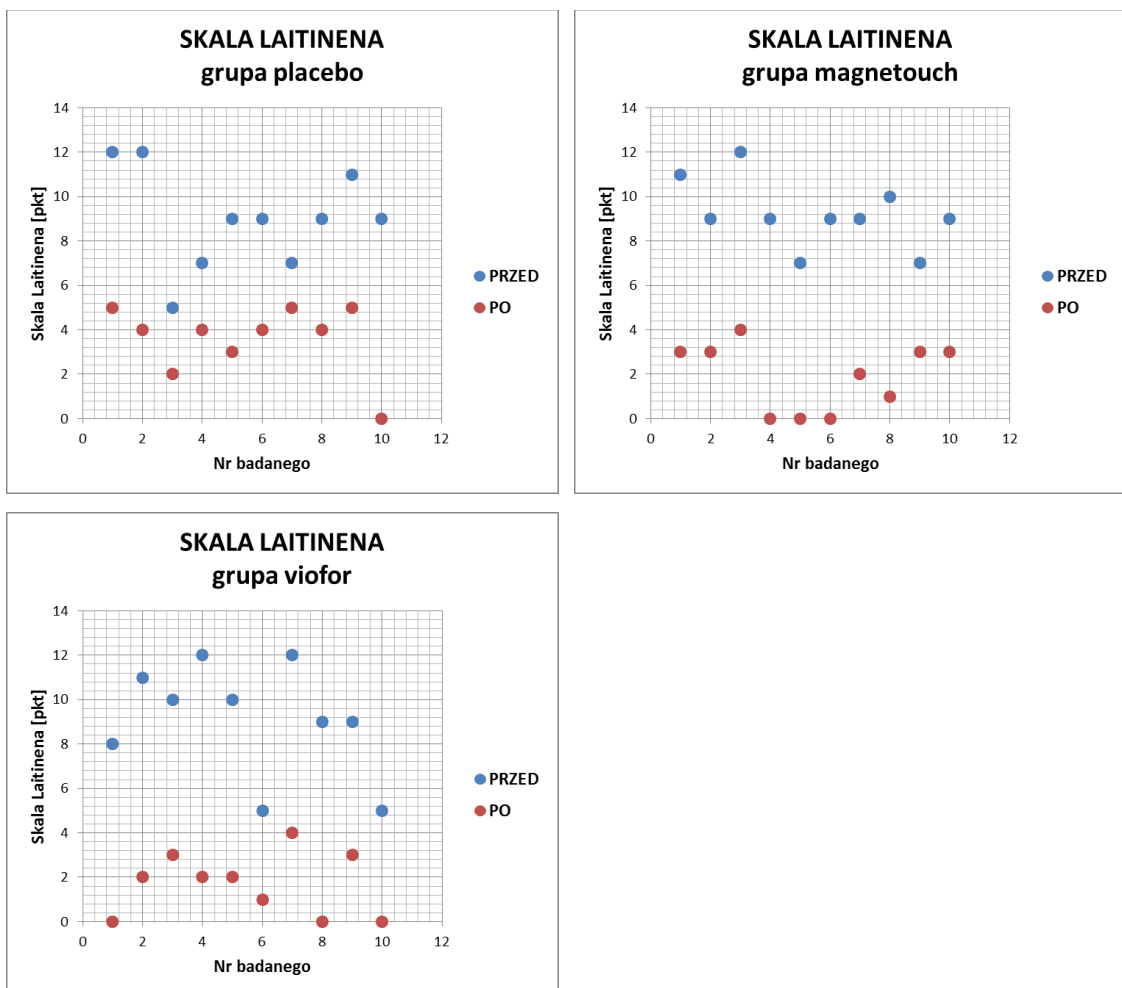 SKALA LAITINENA
grupa placebo
14
12
10
8
6
4
2
0
0 2 4 6 8 10 12
Skala Laitinena [pkt]
Nr badanego
PRZED
PO
SKALA LAITINENA
grupa magnetouch
14
12
10
8
6
4
2
0
0 2 4 6 8 10 12
Skala Laitinena [pkt]
Nr badanego
PRZED
PO
SKALA LAITINENA
grupa viofor
14
12
10
8
6
4
2
0
0 2 4 6 8 10 12
Skala Laitinena [pkt]
Nr badanego
PRZED
PO